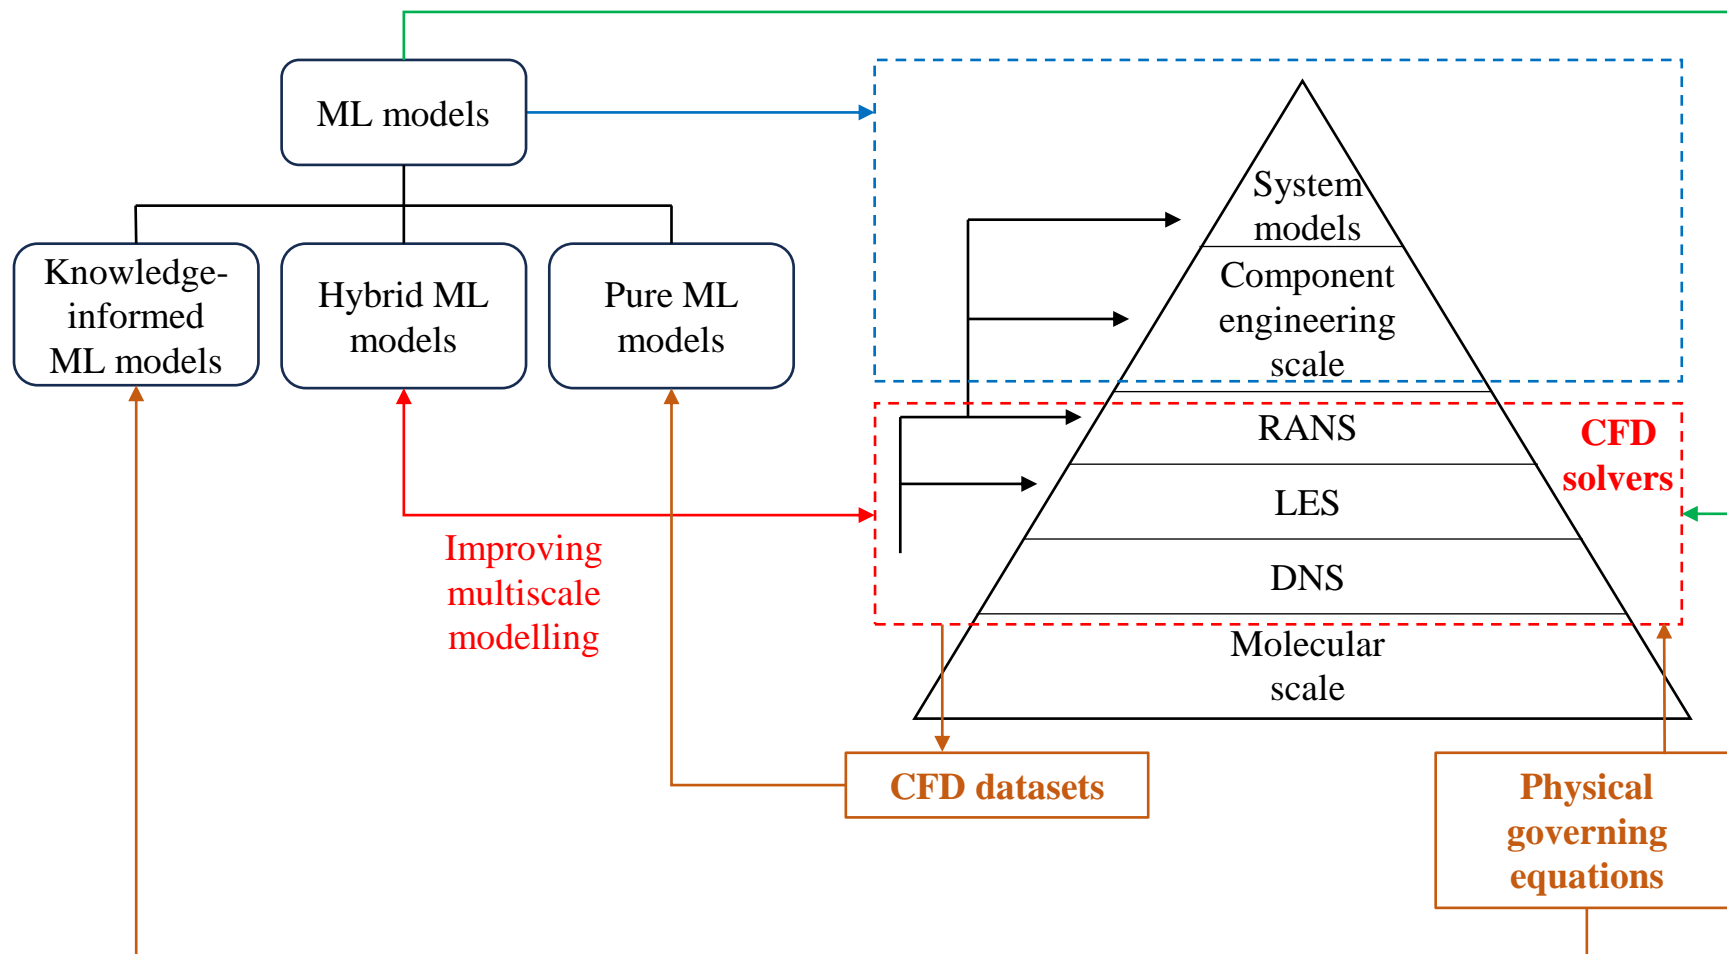 ML models
Knowledge-
informed
ML models
Hybrid ML
models
Pure ML
models
Improving
multiscale
modelling
System
models
Component
engineering
scale
RANS
LES
DNS
Molecular
scale
CFD
solvers
CFD datasets
Physical
governing
equations